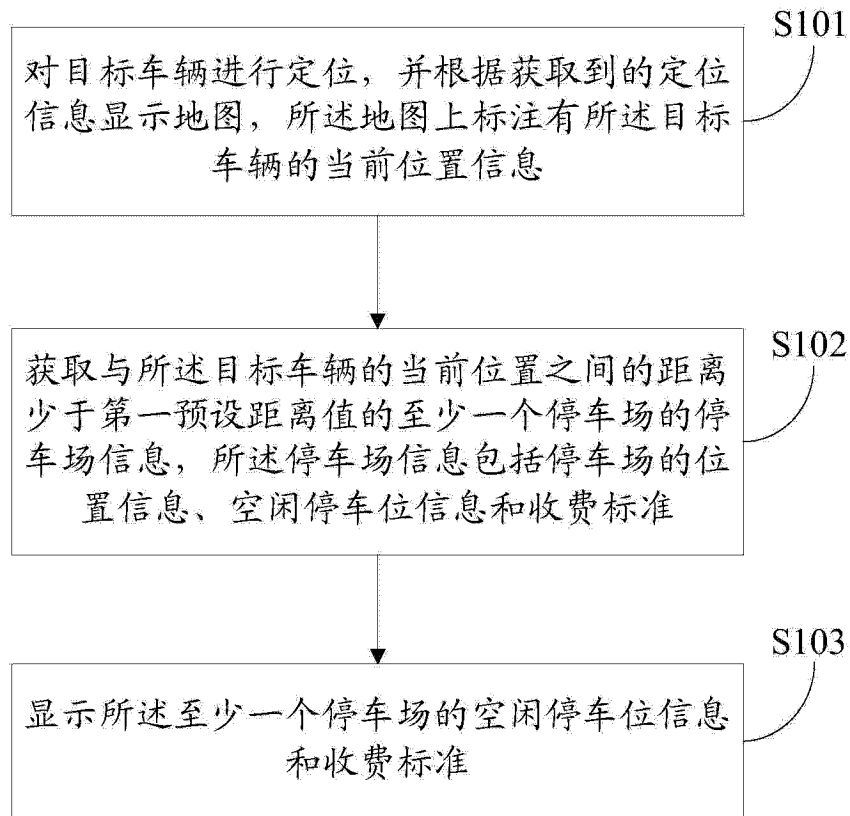 S101
对目标车辆进行定位，并根据获取到的定位
信息显示地图，所述地图上标注有所述目标
车辆的当前位置信息
S102
获取与所述目标车辆的当前位置之间的距离
少于第一预设距离值的至少一个停车场的停
车场信息，所述停车场信息包括停车场的位
置信息、空闲停车位信息和收费标准
S103
显示所述至少一个停车场的空闲停车位信息
和收费标准